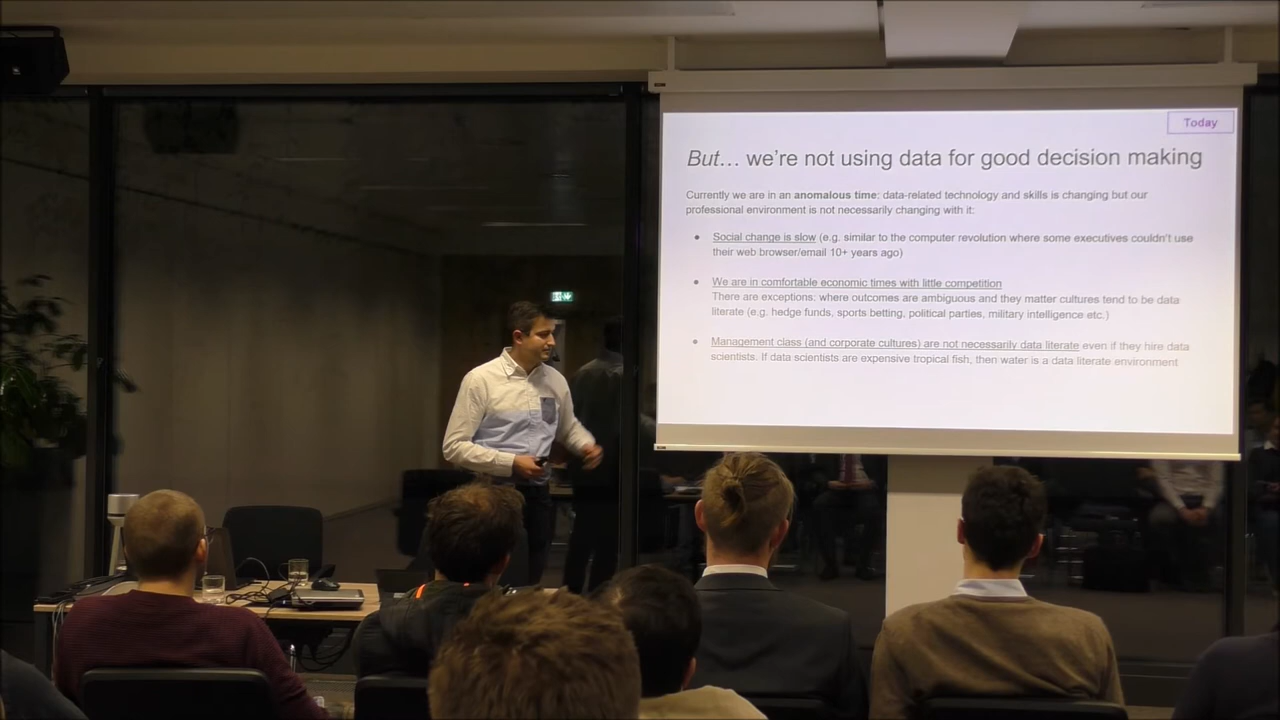 Today
But… we're not using data for good decision making
Currently we are in an anomalous time: data-related technology and skills is changing but our
professional environment is not necessarily changing with it:
• Social change is slow (e.g. similar to the computer revolution where some executives couldn't use
their web browser/email 10+ years ago)
• We are in comfortable economic times with little competition
There are exceptions: where outcomes are ambiguous and they matter cultures tend to be data
literate (e.g. hedge funds, sports betting, political parties, military intelligence etc.)
• Management class (and corporate cultures) are not necessarily data literate even if they hire data
scientists. If data scientists are expensive tropical fish, then water is a data literate environment